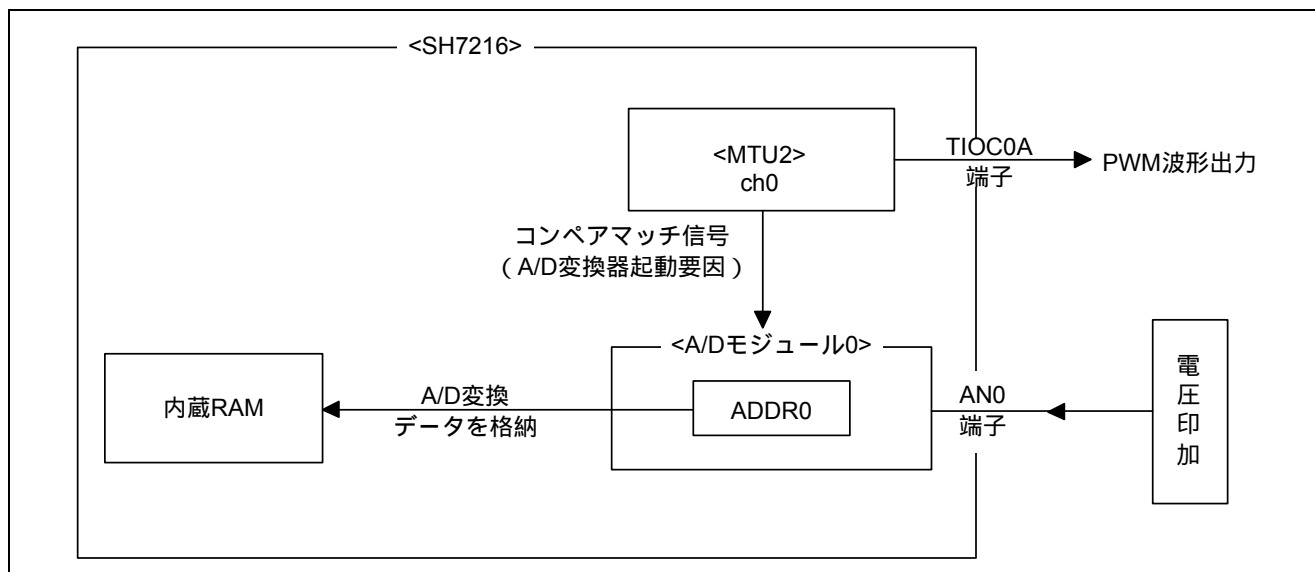 <SH7216>
<MTU2>
ch0
TIOC0A
端子
PWM波形出力
コンペアマッチ信号
（A/D変換器起動要因）
<A/Dモジュール0>
ADDR0
内蔵RAM
A/D変換
データを格納
AN0
端子
電
圧
印
加